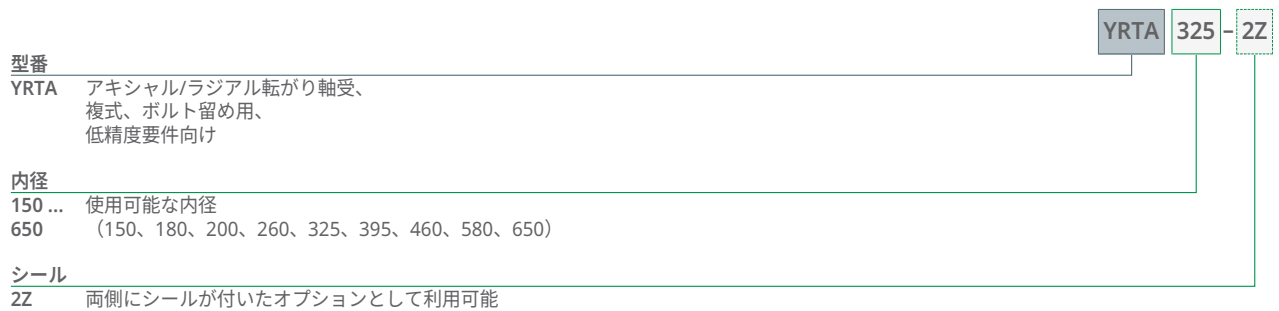 YRTA 325 – 2Z
型番
YRTA アキシャル/ラジアル転がり軸受、
複式、ボルト留め用、
低精度要件向け
内径
150 ... 使用可能な内径
650 （150、180、200、260、325、395、460、580、650）
シール
2Z 両側にシールが付いたオプションとして利用可能